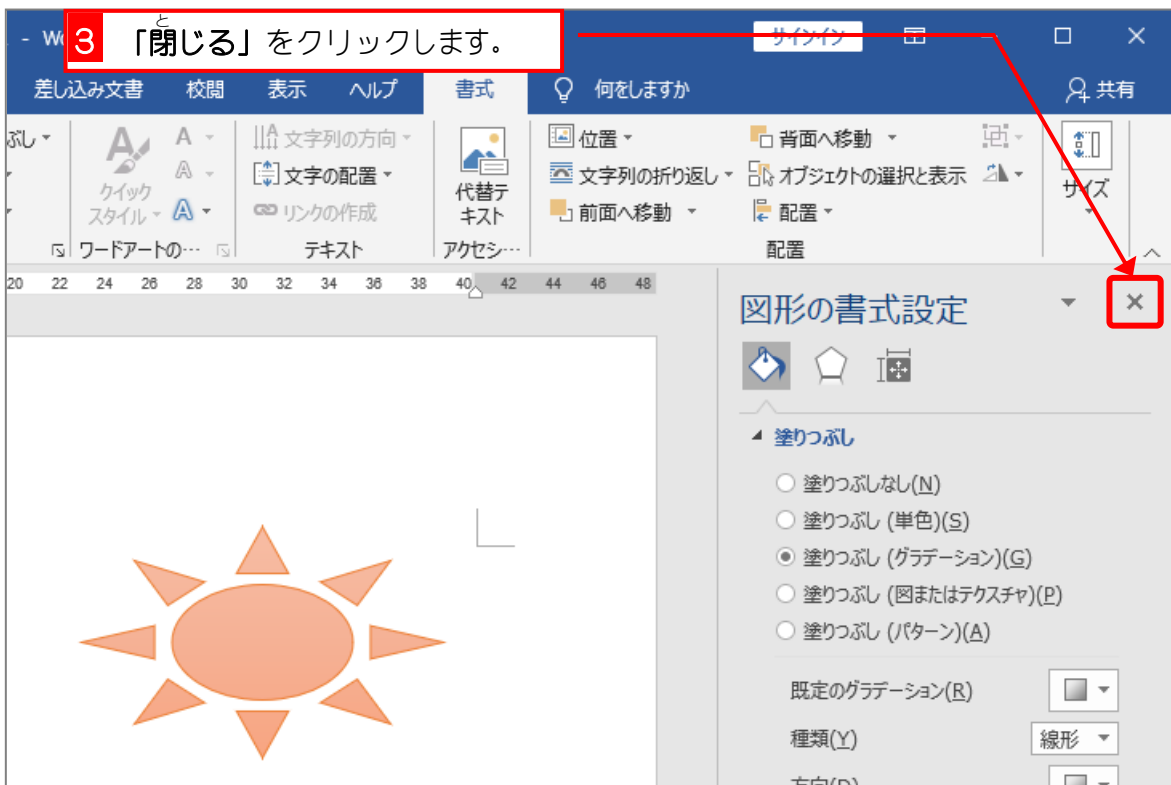 と
3 「閉じる」をクリックします。
- Wo
サインイン
差し込み文書 校閲 表示 ヘルプ 書式 何をしますか 共有
ぶし
クイック
スタイル
ワードアートの…
文字列の方向
文字の配置
リンクの作成
テキスト
代替テ
キスト
アクセシ…
位置
文字列の折り返し
前面へ移動
背面へ移動
オブジェクトの選択と表示
配置
配置
サイズ
20 22 24 26 28 30 32 34 36 38 40 42 44 46 48
図形の書式設定
塗りつぶし
塗りつぶしなし(N)
塗りつぶし (単色)(S)
塗りつぶし (グラデーション)(G)
塗りつぶし (図またはテクスチャ)(P)
塗りつぶし (パターン)(A)
既定のグラデーション(R)
種類(Y) 線形
方向(D)